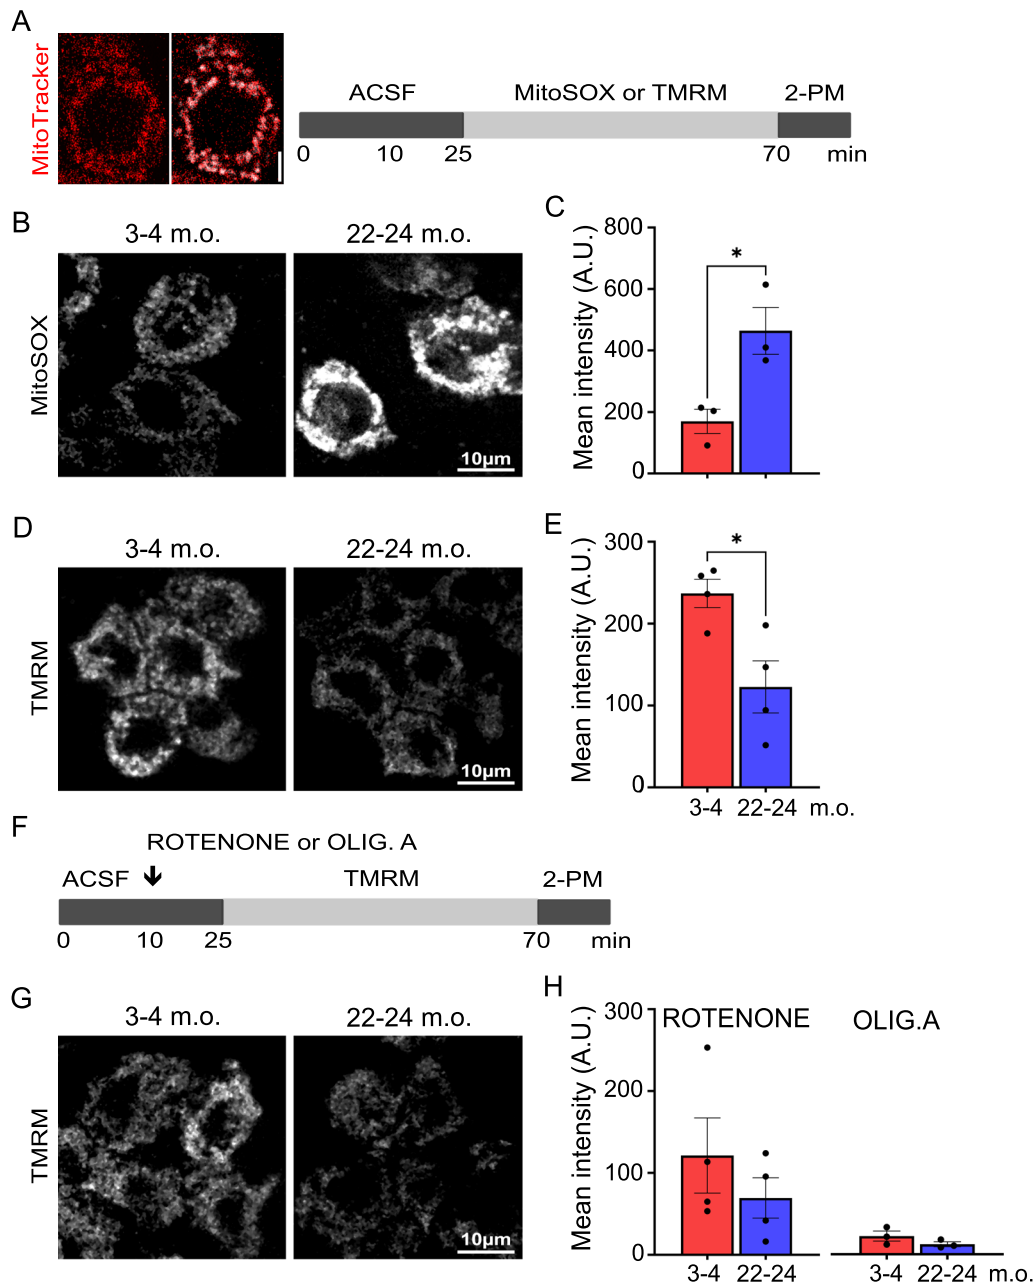 A
MitoTracker
ACSF MitoSOX or TMRM 2-PM
0 10 25 70 min
B
3-4 m.o. 22-24 m.o.
MitoSOX
10µm
C
Mean intensity (A.U.)
800
600
400
200
0
*
D
3-4 m.o. 22-24 m.o.
TMRM
10µm
E
Mean intensity (A.U.)
300
200
100
0
*
3-4 22-24 m.o.
F
ROTENONE or OLIG. A
ACSF TMRM 2-PM
0 10 25 70 min
G
3-4 m.o. 22-24 m.o.
TMRM
10µm
H
Mean intensity (A.U.)
300
200
100
0
ROTENONE OLIG.A
3-4 22-24 3-4 22-24 m.o.